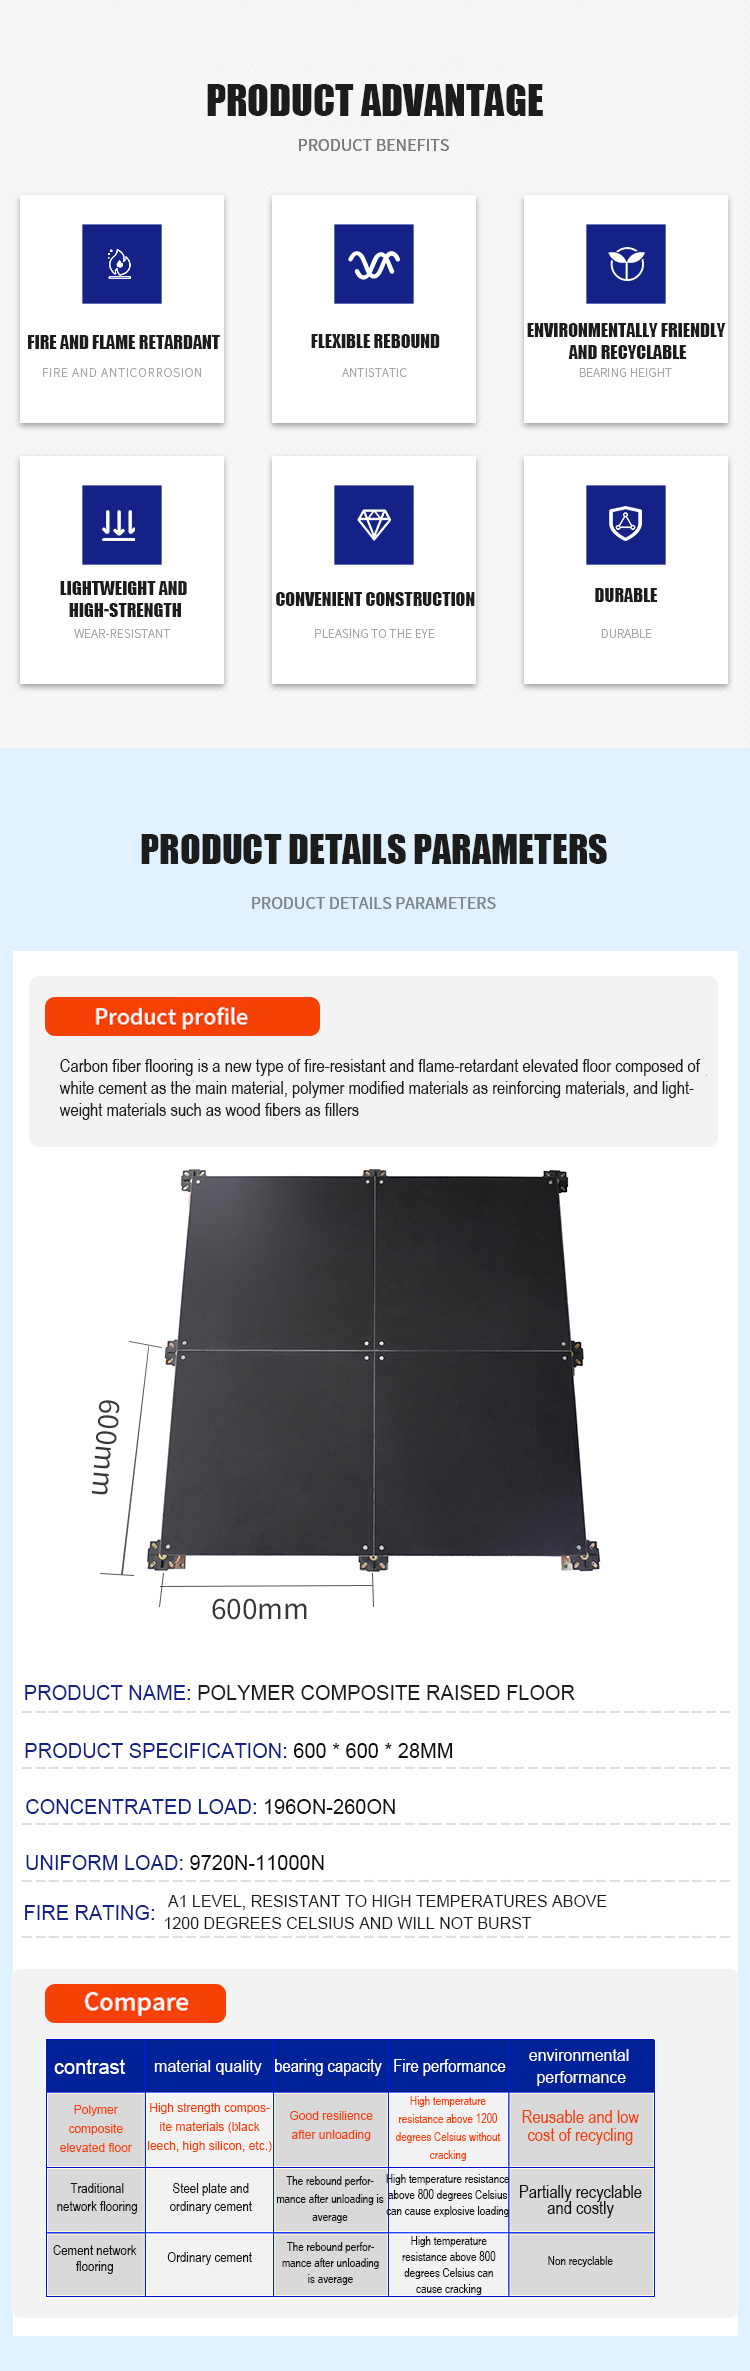 PRODUCT ADVANTAGE
PRODUCT BENEFITS
FIRE AND FLAME RETARDANT
FIRE AND ANTICORROSION
FLEXIBLE REBOUND
ANTISTATIC
ENVIRONMENTALLY FRIENDLY
AND RECYCLABLE
BEARING HEIGHT
LIGHTWEIGHT AND
HIGH-STRENGTH
WEAR-RESISTANT
CONVENIENT CONSTRUCTION
PLEASING TO THE EYE
DURABLE
DURABLE
PRODUCT DETAILS PARAMETERS
PRODUCT DETAILS PARAMETERS
Product profile
Carbon fiber flooring is a new type of fire-resistant and flame-retardant elevated floor composed of
white cement as the main material, polymer modified materials as reinforcing materials, and light-
weight materials such as wood fibers as fillers
600mm
600mm
PRODUCT NAME: POLYMER COMPOSITE RAISED FLOOR
PRODUCT SPECIFICATION: 600 * 600 * 28MM
CONCENTRATED LOAD: 196ON-260ON
UNIFORM LOAD: 9720N-11000N
FIRE RATING: A1 LEVEL, RESISTANT TO HIGH TEMPERATURES ABOVE
1200 DEGREES CELSIUS AND WILL NOT BURST
Compare
contrast
material quality
bearing capacity
Fire performance
environmental
performance
Polymer
composite
elevated floor
High strength compos-
ite materials (black
leech, high silicon, etc.)
Good resilience
after unloading
High temperature
resistance above 1200
degrees Celsius without
cracking
Reusable and low
cost of recycling
Traditional
network flooring
Steel plate and
ordinary cement
The rebound perfor-
mance after unloading is
average
High temperature resistance
above 800 degrees Celsius
can cause explosive loading
Partially recyclable
and costly
Cement network
flooring
Ordinary cement
The rebound perfor-
mance after unloading
is average
High temperature
resistance above 800
degrees Celsius can
cause cracking
Non recyclable